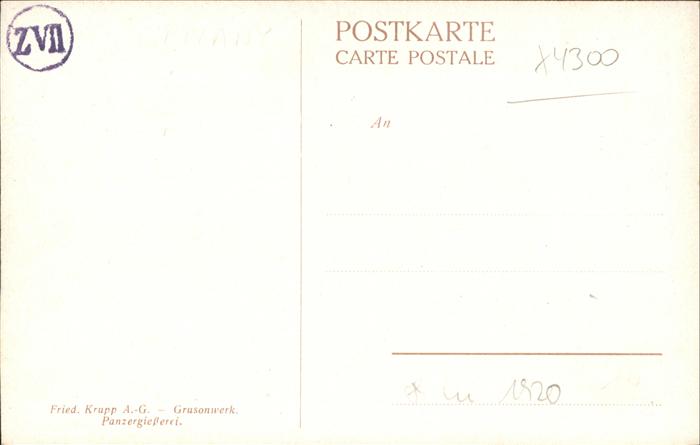 ZVII
POSTKARTE
CARTE POSTALE
X4300
An
1920
Fried. Krupp A.-G. – Grusonwerk.
Panzergießerei.